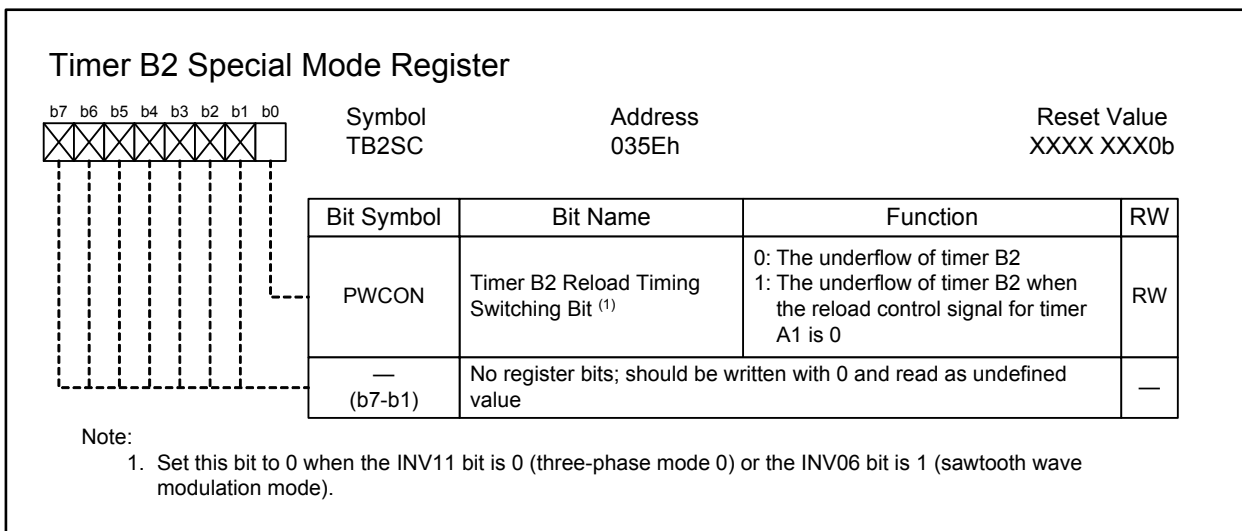 Timer B2 Special Mode Register
b7 b6 b5 b4 b3 b2 b1 b0
Symbol Address Reset Value
TB2SC 035Eh XXXX XXX0b
Bit Symbol Bit Name Function RW
PWCON
Timer B2 Reload Timing
Switching Bit (1)
0: The underflow of timer B2
1: The underflow of timer B2 when
the reload control signal for timer
A1 is 0
RW
—
(b7-b1)
No register bits; should be written with 0 and read as undefined
value
—
Note:
1. Set this bit to 0 when the INV11 bit is 0 (three-phase mode 0) or the INV06 bit is 1 (sawtooth wave
modulation mode).